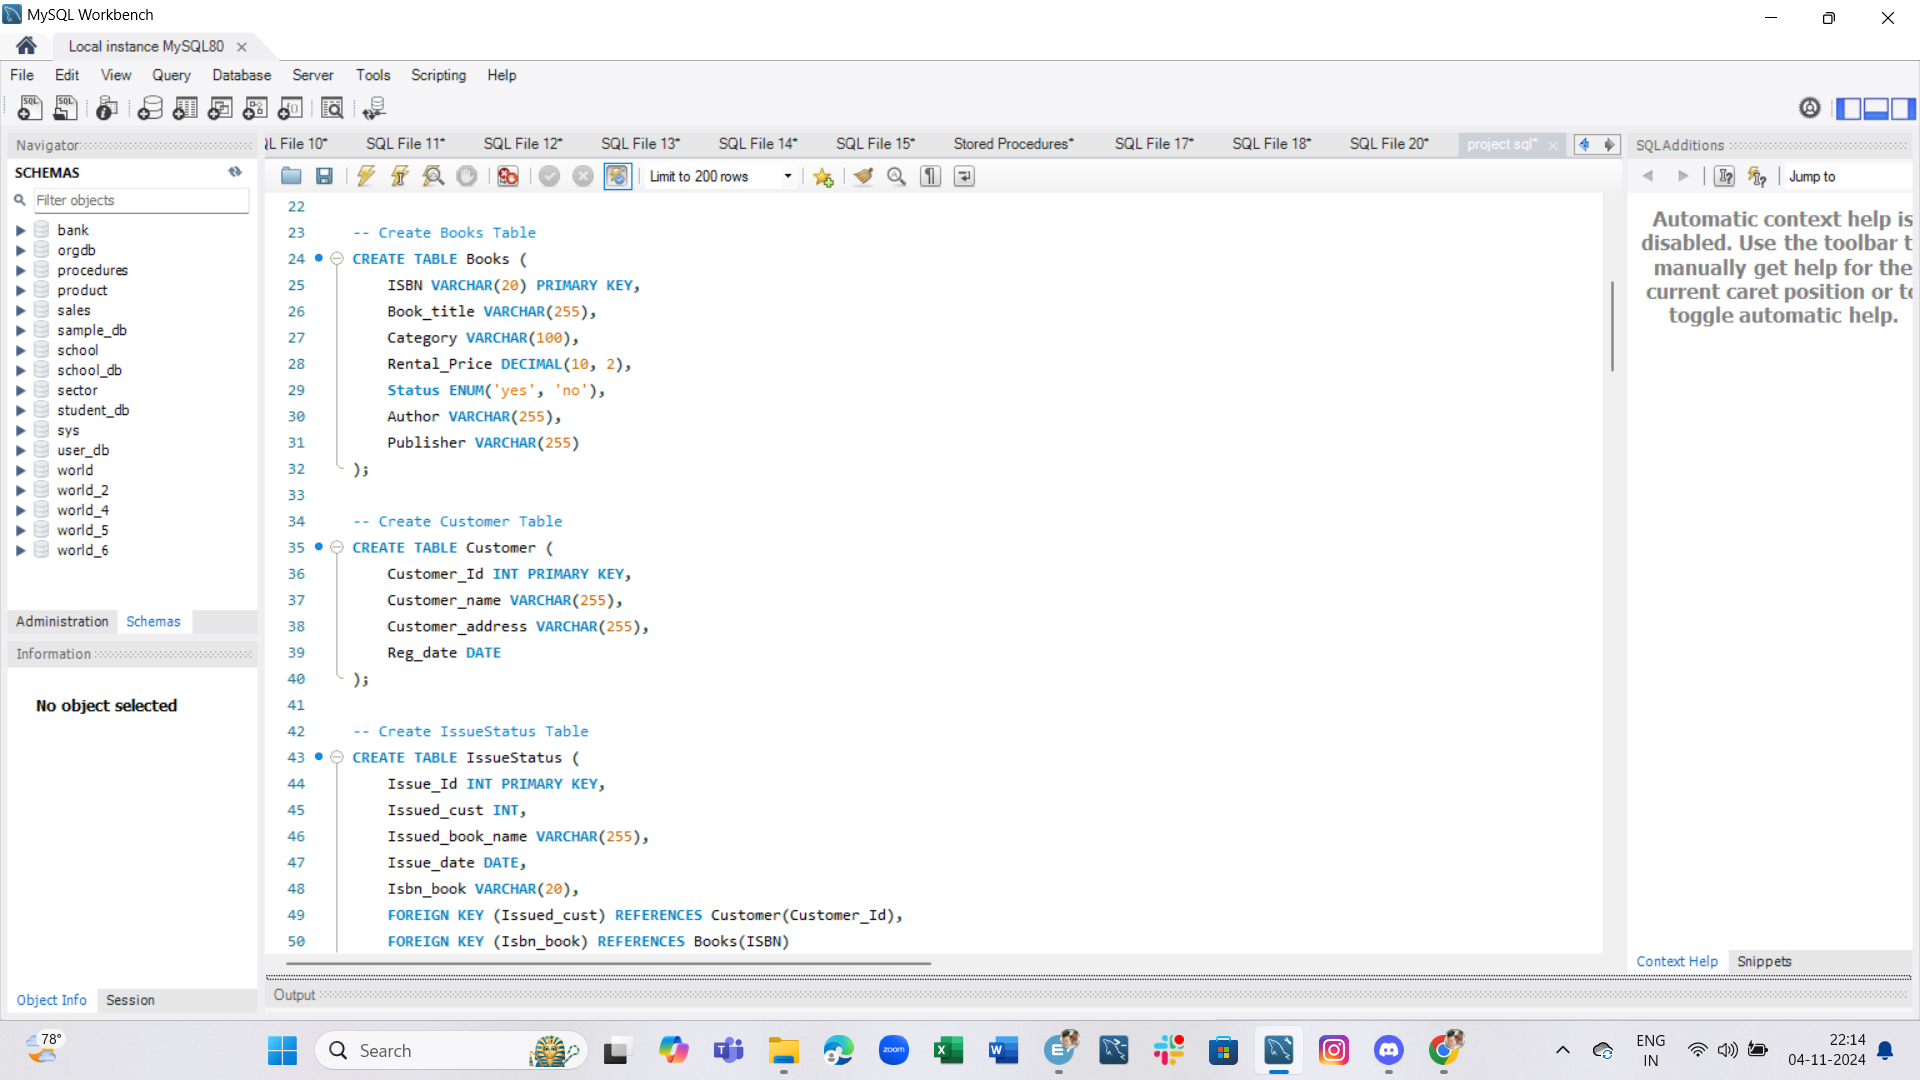 MySQL Workbench
Local instance MySQL80
File Edit View Query Database Server Tools Scripting Help
Navigator
SCHEMAS
Filter objects
bank
orgdb
procedures
product
sales
sample_db
school
school_db
sector
student_db
sys
user_db
world
world_2
world_4
world_5
world_6
Administration Schemas
Information
No object selected
Object Info Session
QL File 10* SQL File 11* SQL File 12* SQL File 13* SQL File 14* SQL File 15* Stored Procedures* SQL File 17* SQL File 18* SQL File 20* project sql*
Limit to 200 rows
22
23 -- Create Books Table
24 CREATE TABLE Books (
25 ISBN VARCHAR(20) PRIMARY KEY,
26 Book_title VARCHAR(255),
27 Category VARCHAR(100),
28 Rental_Price DECIMAL(10, 2),
29 Status ENUM('yes', 'no'),
30 Author VARCHAR(255),
31 Publisher VARCHAR(255)
32 );
33
34 -- Create Customer Table
35 CREATE TABLE Customer (
36 Customer_Id INT PRIMARY KEY,
37 Customer_name VARCHAR(255),
38 Customer_address VARCHAR(255),
39 Reg_date DATE
40 );
41
42 -- Create IssueStatus Table
43 CREATE TABLE IssueStatus (
44 Issue_Id INT PRIMARY KEY,
45 Issued_cust INT,
46 Issued_book_name VARCHAR(255),
47 Issue_date DATE,
48 Isbn_book VARCHAR(20),
49 FOREIGN KEY (Issued_cust) REFERENCES Customer(Customer_Id),
50 FOREIGN KEY (Isbn_book) REFERENCES Books(ISBN)
Output
SQLAdditions
Jump to
Automatic context help is
disabled. Use the toolbar t
manually get help for the
current caret position or to
toggle automatic help.
Context Help Snippets
78°
Search
zoom
ENG
IN
22:14
04-11-2024